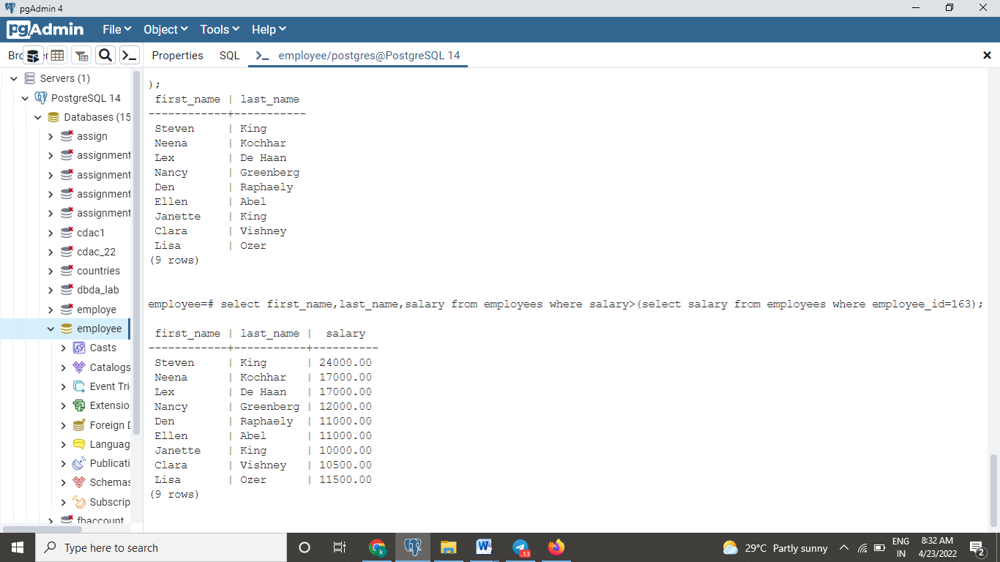 pgAdmin 4
pgAdmin File Object Tools Help
Properties SQL employee/postgres@PostgreSQL 14
Servers (1)
PostgreSQL 14
Databases (15
assign
assignment
assignment
assignment
assignment
cdac1
cdac_22
countries
dbda_lab
employe
employee
Casts
Catalogs
Event Tri
Extensio
Foreign D
Languag
Publicati
Schemas
Subscrip
fbaccount
);
first_name | last_name
------------+-----------
Steven | King
Neena | Kochhar
Lex | De Haan
Nancy | Greenberg
Den | Raphaely
Ellen | Abel
Janette | King
Clara | Vishney
Lisa | Ozer
(9 rows)
employee=# select first_name,last_name,salary from employees where salary>(select salary from employees where employee_id=163);
first_name | last_name | salary
------------+-----------+----------
Steven | King | 24000.00
Neena | Kochhar | 17000.00
Lex | De Haan | 17000.00
Nancy | Greenberg | 12000.00
Den | Raphaely | 11000.00
Ellen | Abel | 11000.00
Janette | King | 10000.00
Clara | Vishney | 10500.00
Lisa | Ozer | 11500.00
(9 rows)
Type here to search
53
29°C Partly sunny
ENG
IN
8:32 AM
4/23/2022
2